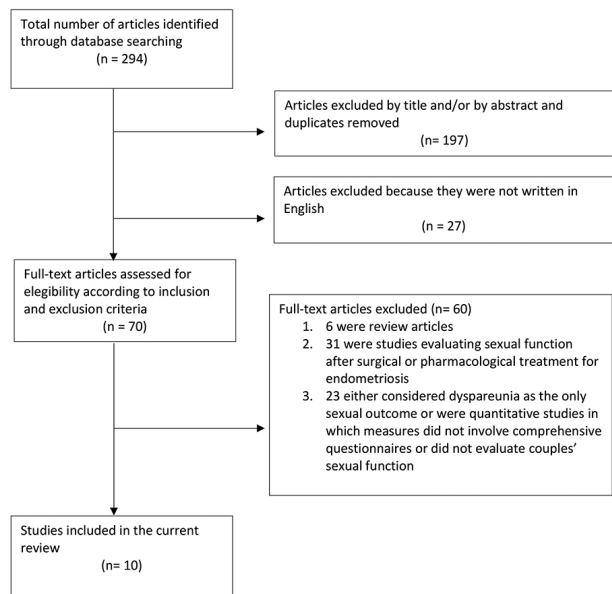 Total number of articles identified
through database searching
(n = 294)
Articles excluded by title and/or by abstract and
duplicates removed
(n= 197)
Articles excluded because they were not written in
English
(n = 27)
Full-text articles assessed for
elegibility according to inclusion
and exclusion criteria
(n = 70)
Full-text articles excluded (n= 60)
1. 6 were review articles
2. 31 were studies evaluating sexual function
after surgical or pharmacological treatment for
endometriosis
3. 23 either considered dyspareunia as the only
sexual outcome or were quantitative studies in
which measures did not involve comprehensive
questionnaires or did not evaluate couples’
sexual function
Studies included in the current
review
(n= 10)